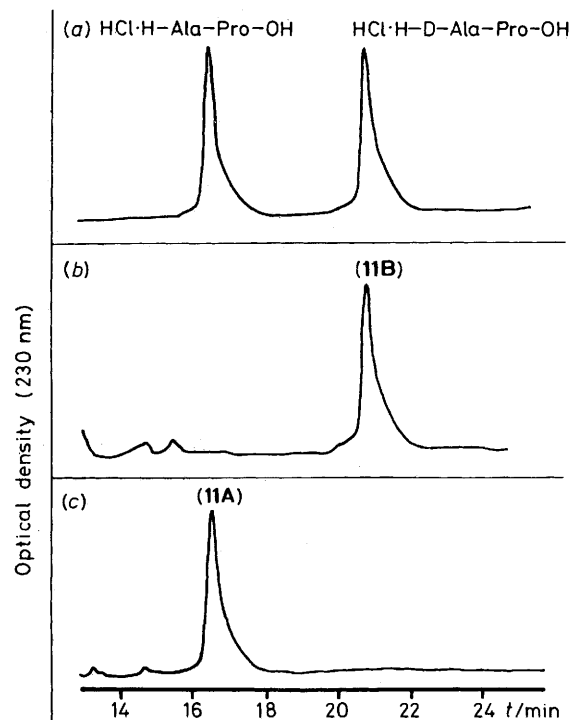 (a) HCl·H-Ala-Pro-OH HCl·H-D-Ala-Pro-OH
(b) (11B)
(c) (11A)
Optical density (230 nm)
14 16 18 20 22 24 t/min